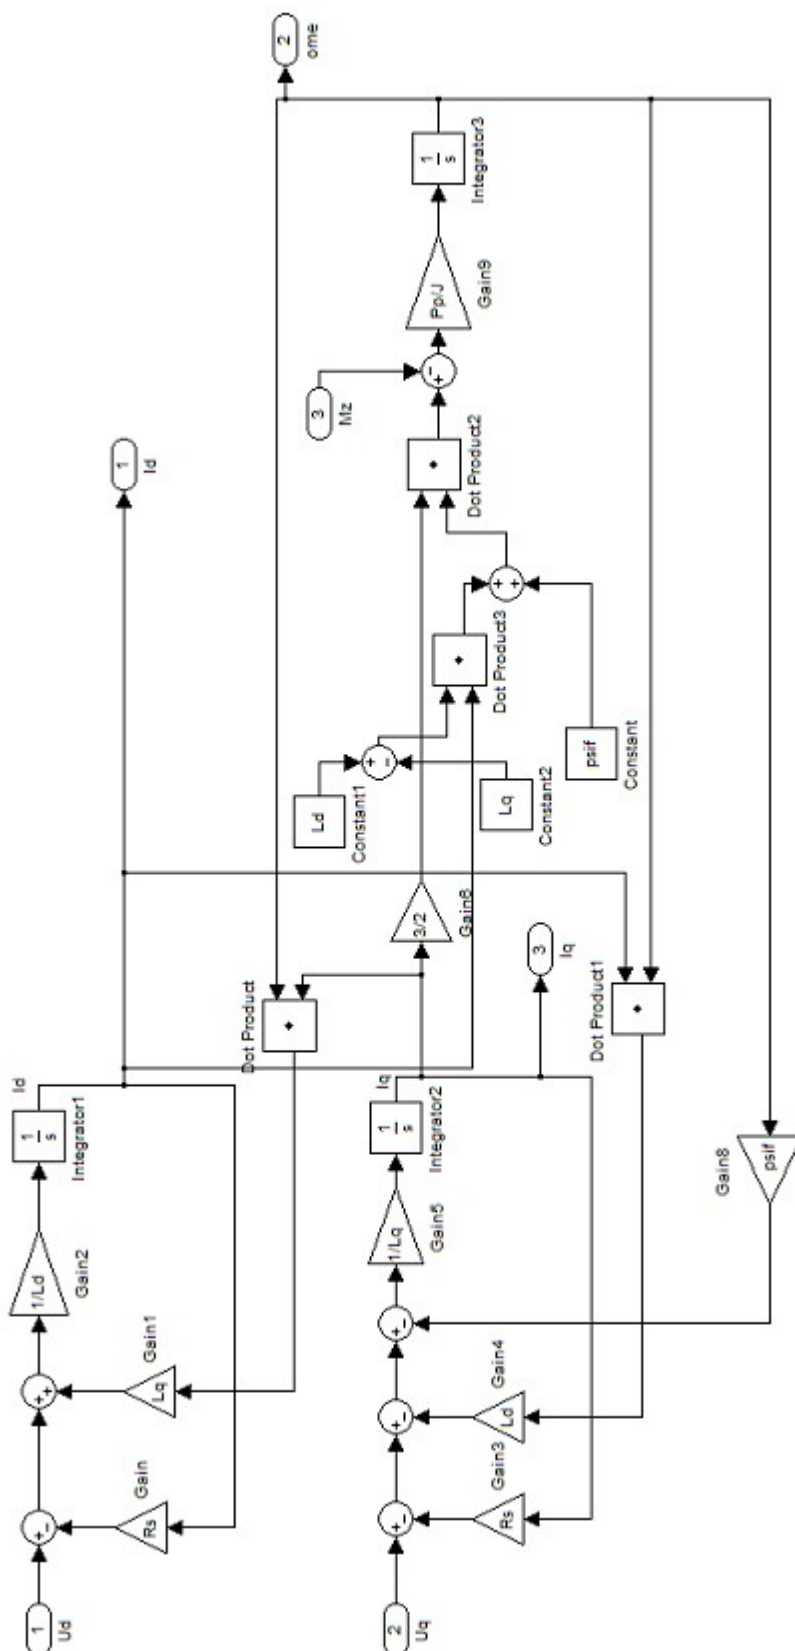 1
Ud
+
-
Rs
Gain
+
+
Lq
Gain1
1/Ld
Gain2
1
s
Integrator1
Id
1
Id
2
Uq
+
-
Rs
Gain3
+
-
Ld
Gain4
+
-
1/Lq
Gain5
1
s
Integrator2
Iq
3
Iq
Dot Product
3/2
Gain6
Ld
Constant1
+
-
Lq
Constant2
Dot Product3
psif
Constant
+
+
Dot Product2
3
Mz
+
-
Pp/J
Gain9
1
s
Integrator3
2
ome
Dot Product1
psif
Gain8